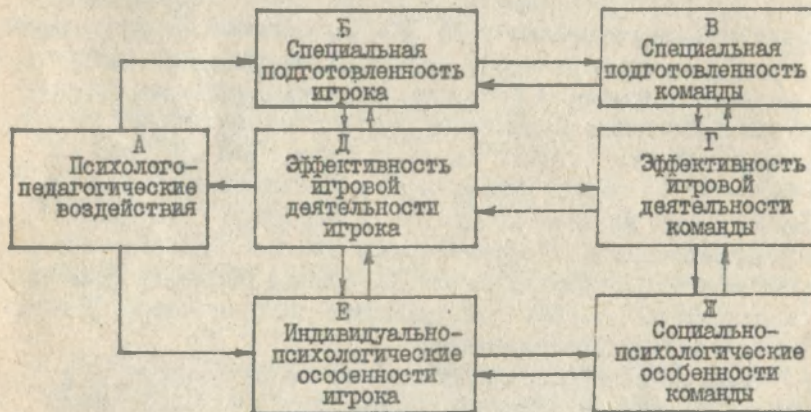 Б
Специальная
подготовленность
игрока
В
Специальная
подготовленность
команды
А
Психолого-
педагогические
воздействия
Д
Эффективность
игровой
деятельности
игрока
Г
Эффективность
игровой
деятельности
команды
Е
Индивидуально-
психологические
особенности
игрока
Ж
Социально-
психологические
особенности
команды